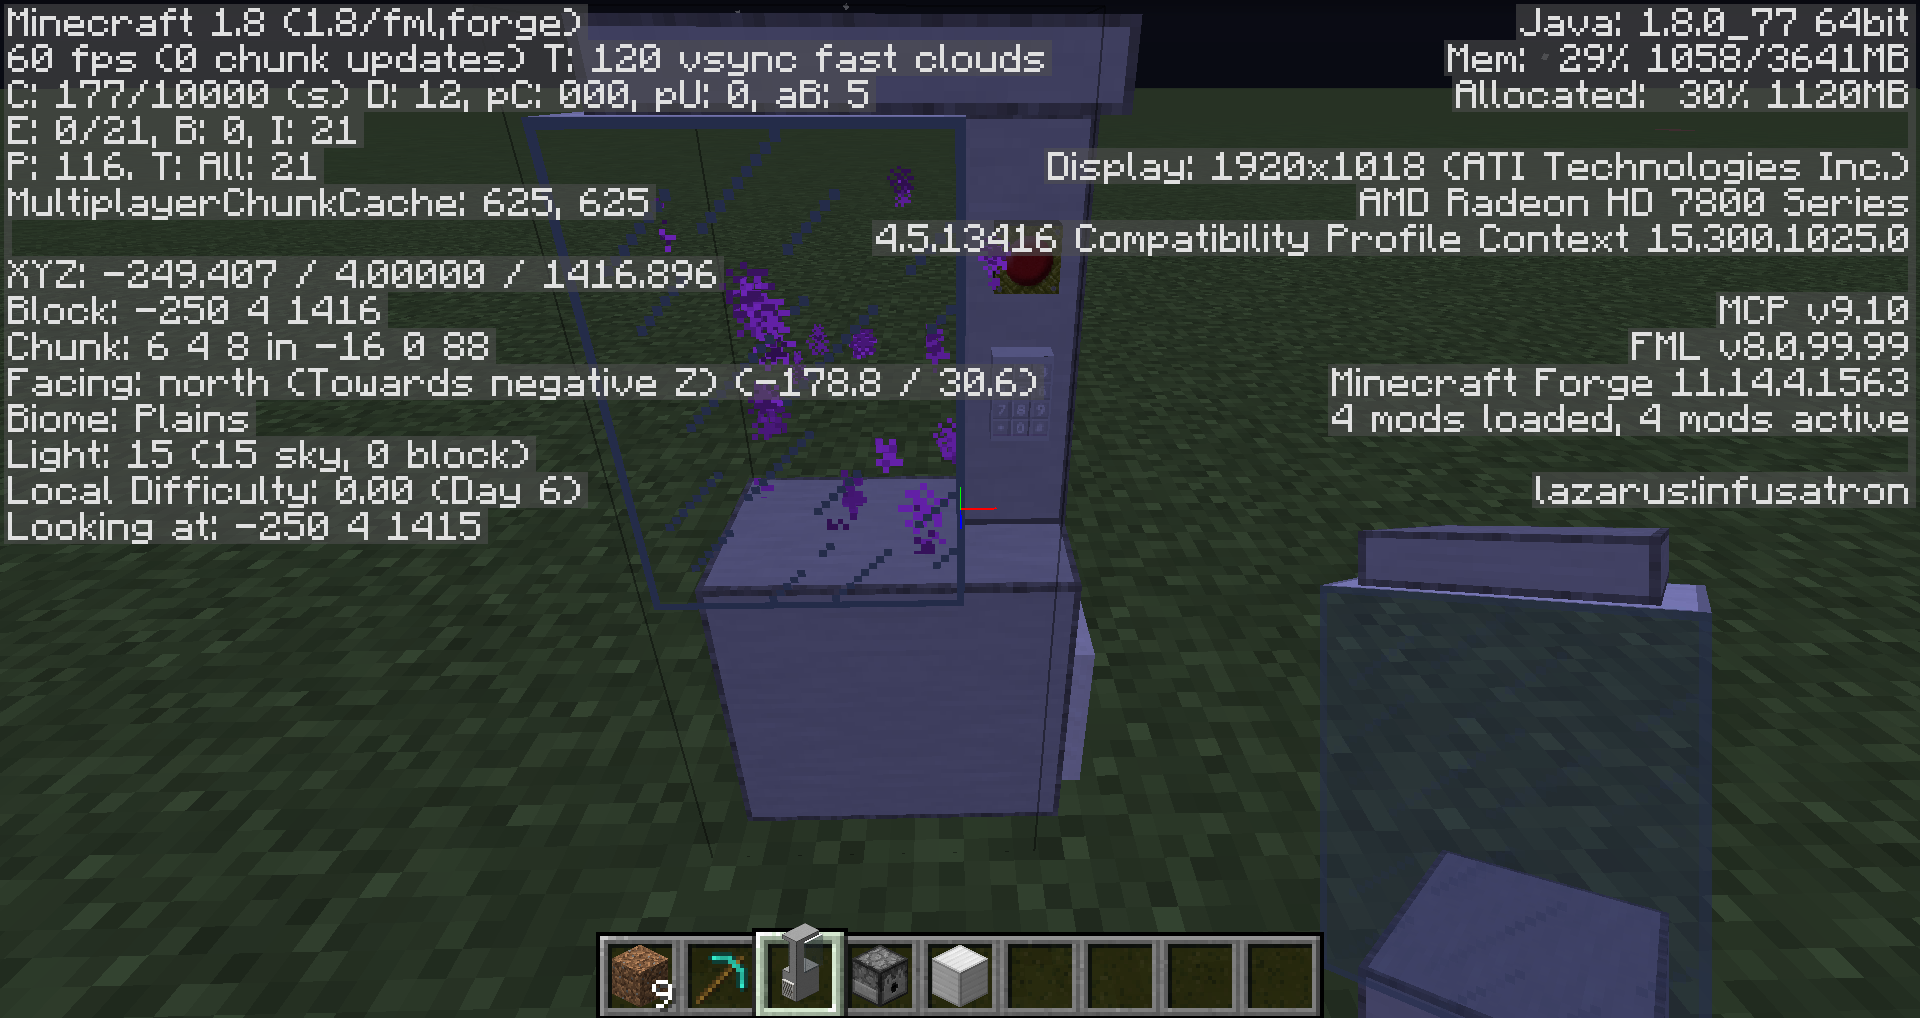 Minecraft 1.8 (1.8/fml,forge)
60 fps (0 chunk updates) T: 120 vsync fast clouds
C: 177/10000 (s) D: 12, pC: 000, pU: 0, aB: 5
E: 0/21, B: 0, I: 21
P: 116. T: All: 21
MultiplayerChunkCache: 625, 625
XYZ: -249.407 / 4.00000 / 1416.896
Block: -250 4 1416
Chunk: 6 4 8 in -16 0 88
Facing: north (Towards negative Z) (-178.8 / 30.6)
Biome: Plains
Light: 15 (15 sky, 0 block)
Local Difficulty: 0.00 (Day 6)
Looking at: -250 4 1415
Java: 1.8.0_77 64bit
Mem: 29% 1058/3641MB
Allocated: 30% 1120MB
Display: 1920x1018 (ATI Technologies Inc.)
AMD Radeon HD 7800 Series
4.5.13416 Compatibility Profile Context 15.300.1025.0
MCP v9.10
FML v8.0.99.99
Minecraft Forge 11.14.4.1563
4 mods loaded, 4 mods active
lazarus:infusatron
7 8 9
0
9